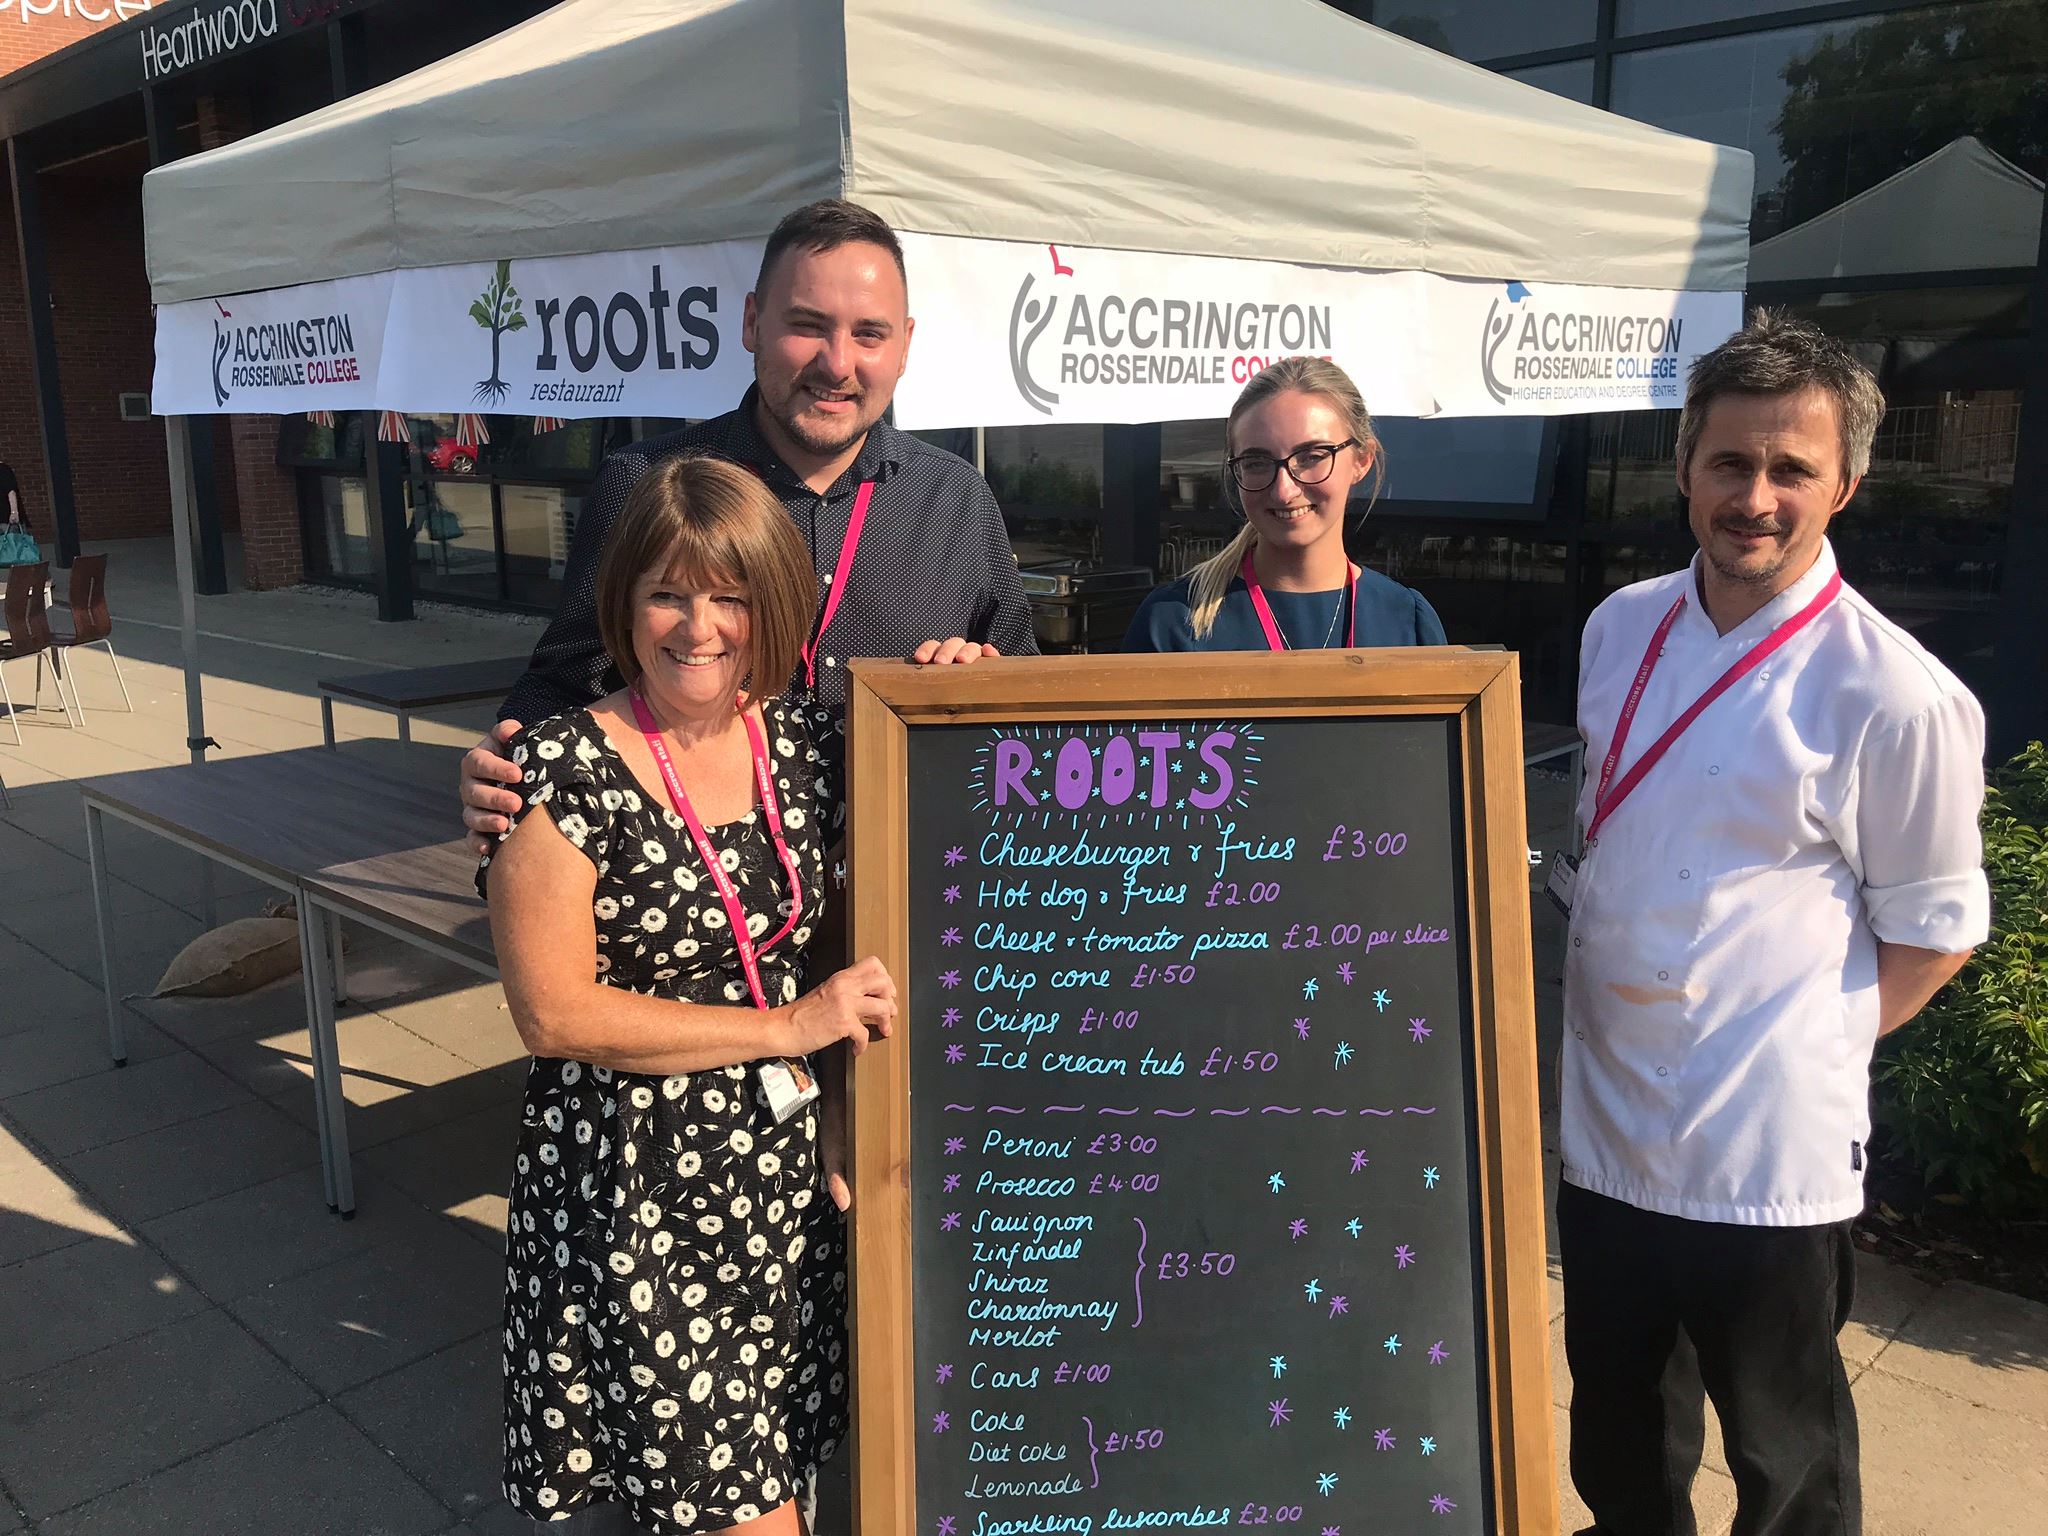 Heartwood
ACCRINGTON
ROSSENDALE COLLEGE
roots
restaurant
ACCRINGTON
ROSSENDALE COLLEGE
ACCRINGTON
ROSSENDALE COLLEGE
HIGHER EDUCATION AND DEGREE CENTRE
accross staff
ROOTS
* Cheeseburger & fries £3.00
* Hot dog & fries £2.00
* Cheese & tomato pizza £2.00 per slice
* Chip cone £1.50
* Crisps £1.00
* Ice cream tub £1.50
* Peroni £3.00
* Prosecco £4.00
* Sauignon
Zinfandel
Shiraz
Chardonnay
Merlot
£3.50
* Cans £1.00
* Coke
Diet coke
Lemonade
£1.50
* Sparkling luscombes £2.00